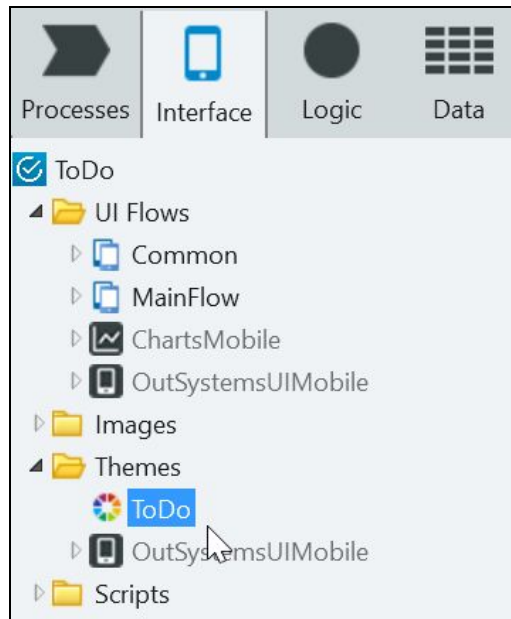 Processes Interface Logic Data
ToDo
UI Flows
Common
MainFlow
ChartsMobile
OutSystemsUIMobile
Images
Themes
ToDo
OutSystemsUIMobile
Scripts